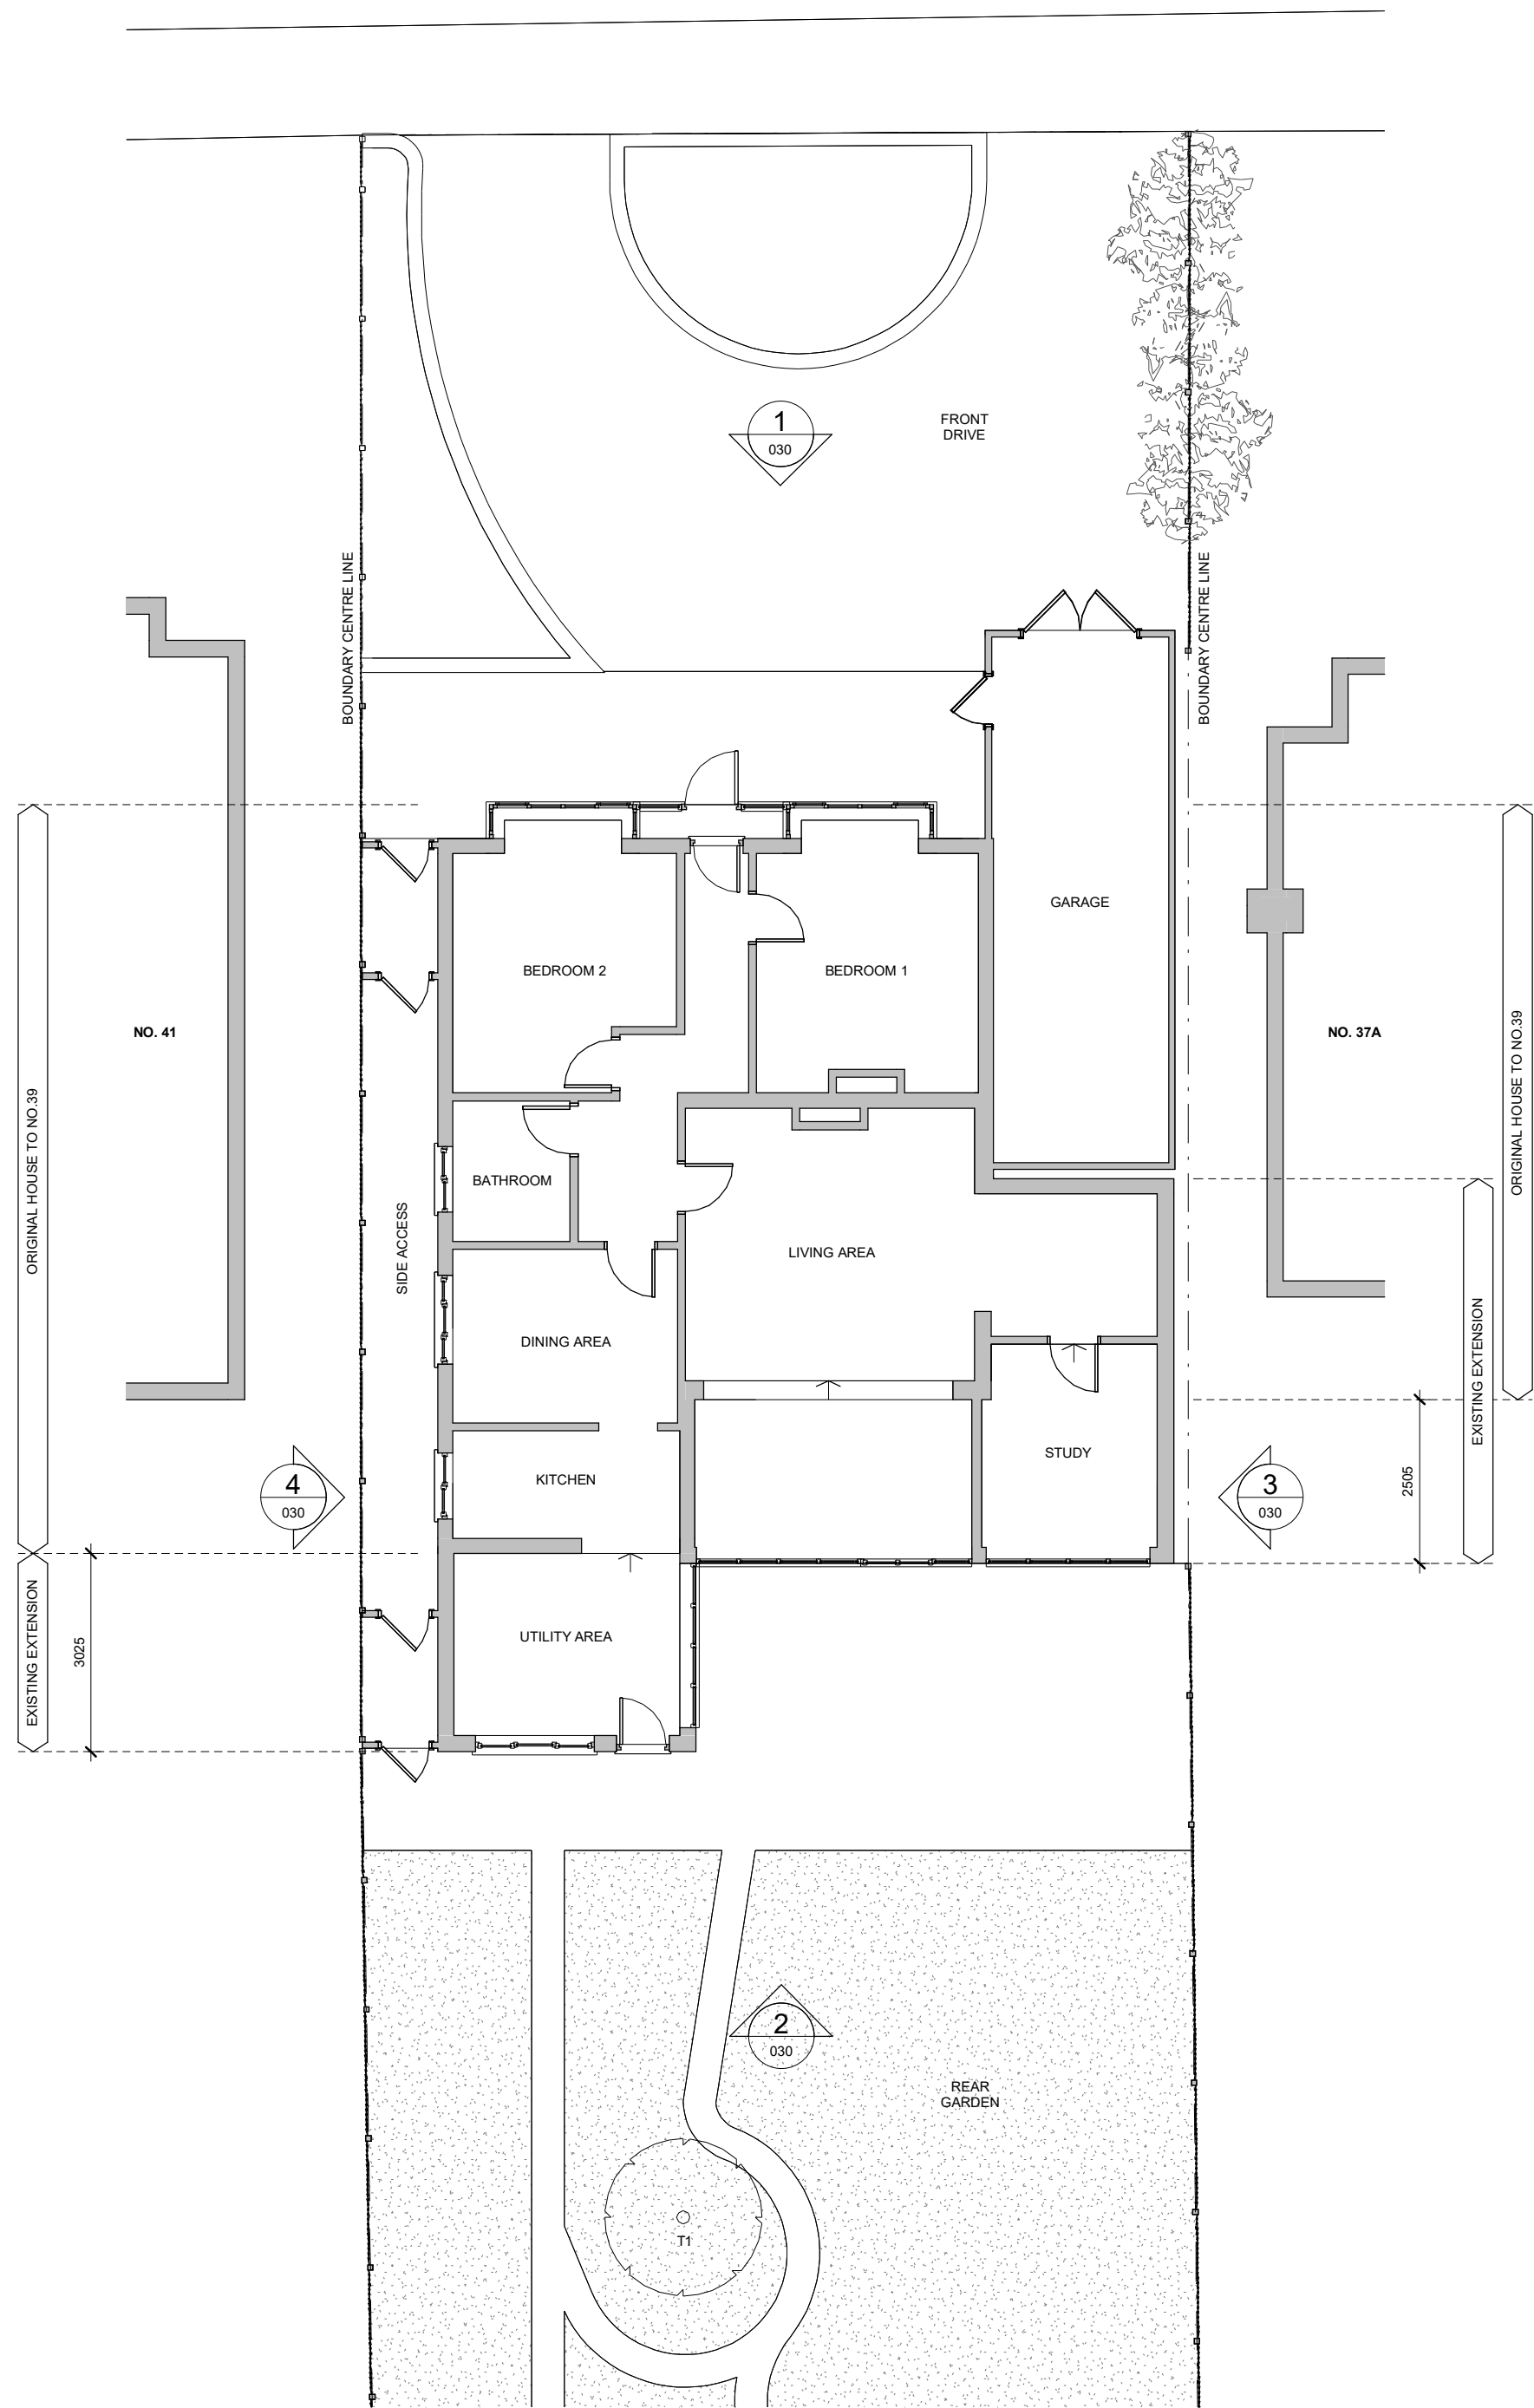 1
030
FRONT
DRIVE
BOUNDARY CENTRE LINE
BOUNDARY CENTRE LINE
GARAGE
BEDROOM 2
BEDROOM 1
NO. 41
NO. 37A
ORIGINAL HOUSE TO NO.39
ORIGINAL HOUSE TO NO.39
BATHROOM
SIDE ACCESS
LIVING AREA
DINING AREA
EXISTING EXTENSION
STUDY
KITCHEN
4
030
3
030
2505
UTILITY AREA
EXISTING EXTENSION
3025
2
030
REAR
GARDEN
T1